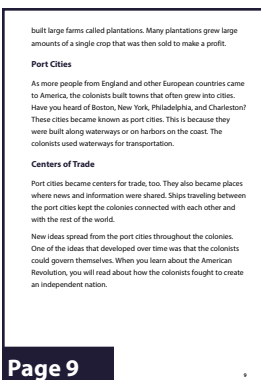 built large farms called plantations. Many plantations grew large
amounts of a single crop that was then sold to make a profit.
Port Cities
As more people from England and other European countries came
to America, the colonists built towns that often grew into cities.
Have you heard of Boston, New York, Philadelphia, and Charleston?
These cities became known as port cities. This is because they
were built along waterways or on harbors on the coast. The
colonists used waterways for transportation.
Centers of Trade
Port cities became centers for trade, too. They also became places
where news and information were shared. Ships traveling between
the port cities kept the colonies connected with each other and
with the rest of the world.
New ideas spread from the port cities throughout the colonies.
One of the ideas that developed over time was that the colonists
could govern themselves. When you learn about the American
Revolution, you will read about how the colonists fought to create
an independent nation.
Page 9
9